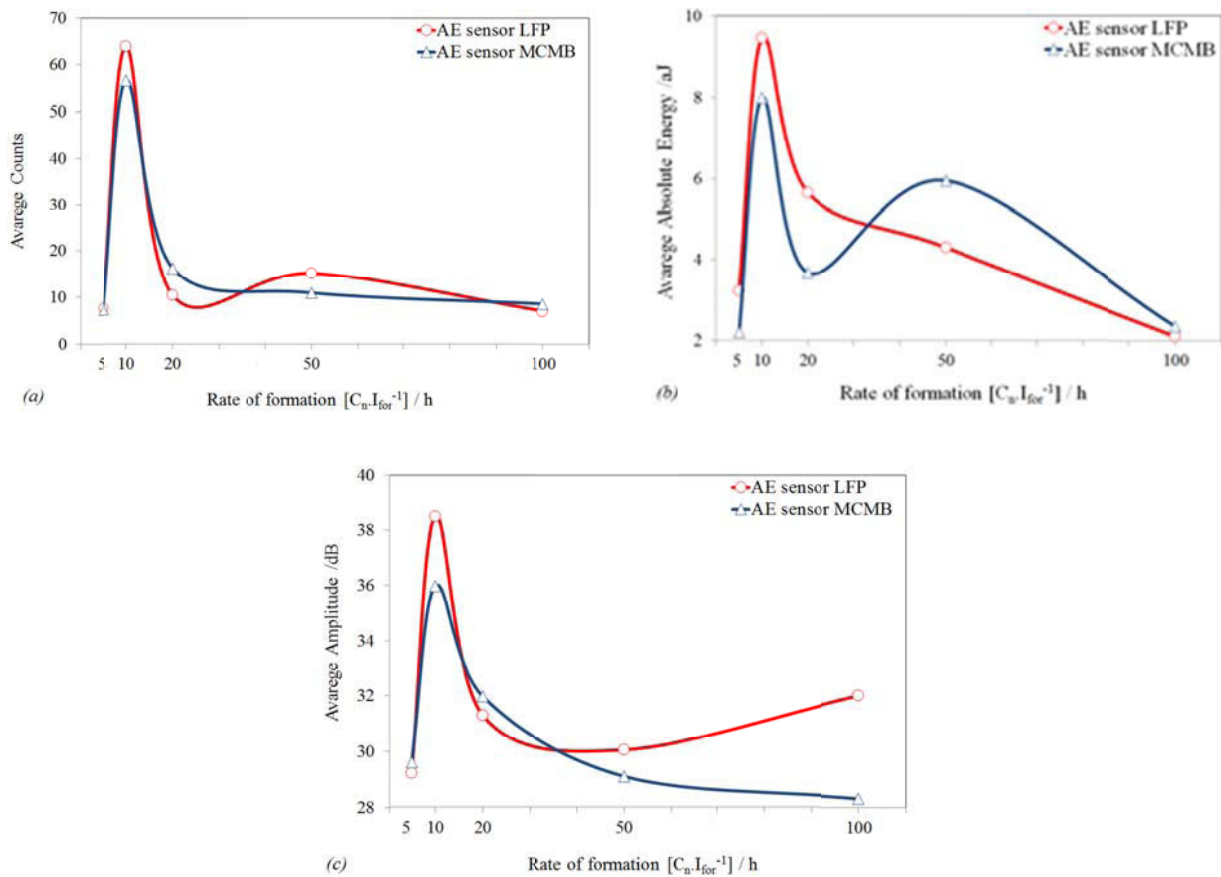 70
60
50
40
30
20
10
0
Avarege Counts
AE sensor LFP
AE sensor MCMB
5 10 20 50 100
Rate of formation [Cn.Ifor-1] / h
(a)
10
8
6
4
2
Avarege Absolute Energy /aJ
AE sensor LFP
AE sensor MCMB
5 10 20 50 100
Rate of formation [Cn.Ifor-1] / h
(b)
40
38
36
34
32
30
28
Avarege Amplitude /dB
AE sensor LFP
AE sensor MCMB
5 10 20 50 100
Rate of formation [Cn.Ifor-1] / h
(c)